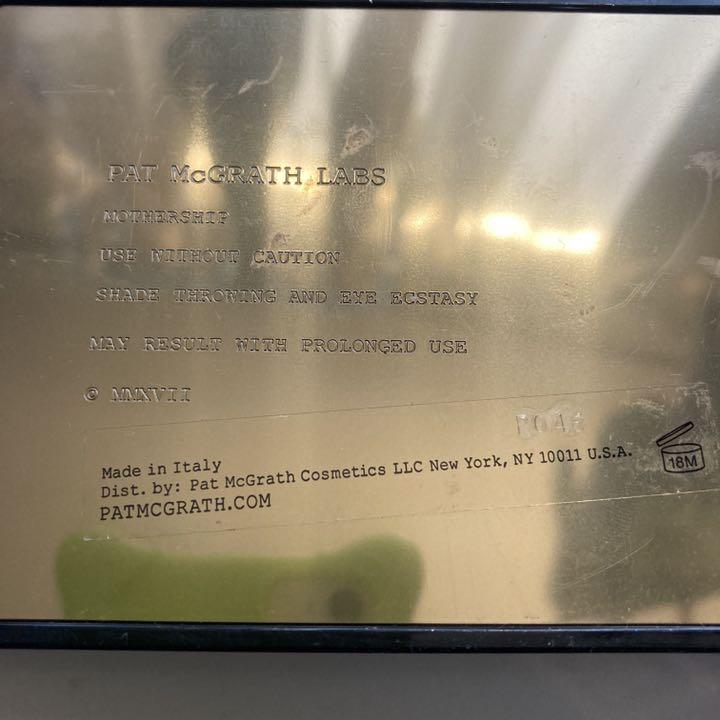 PAT McGRATH LABS
MOTHERSHIP
USE WITHOUT CAUTION
SHADE THROWING AND EYE ECSTASY
MAY RESULT WITH PROLONGED USE
© MMXVII
Made in Italy
Dist. by: Pat McGrath Cosmetics LLC New York, NY 10011 U.S.A.
PATMCGRATH.COM
18M